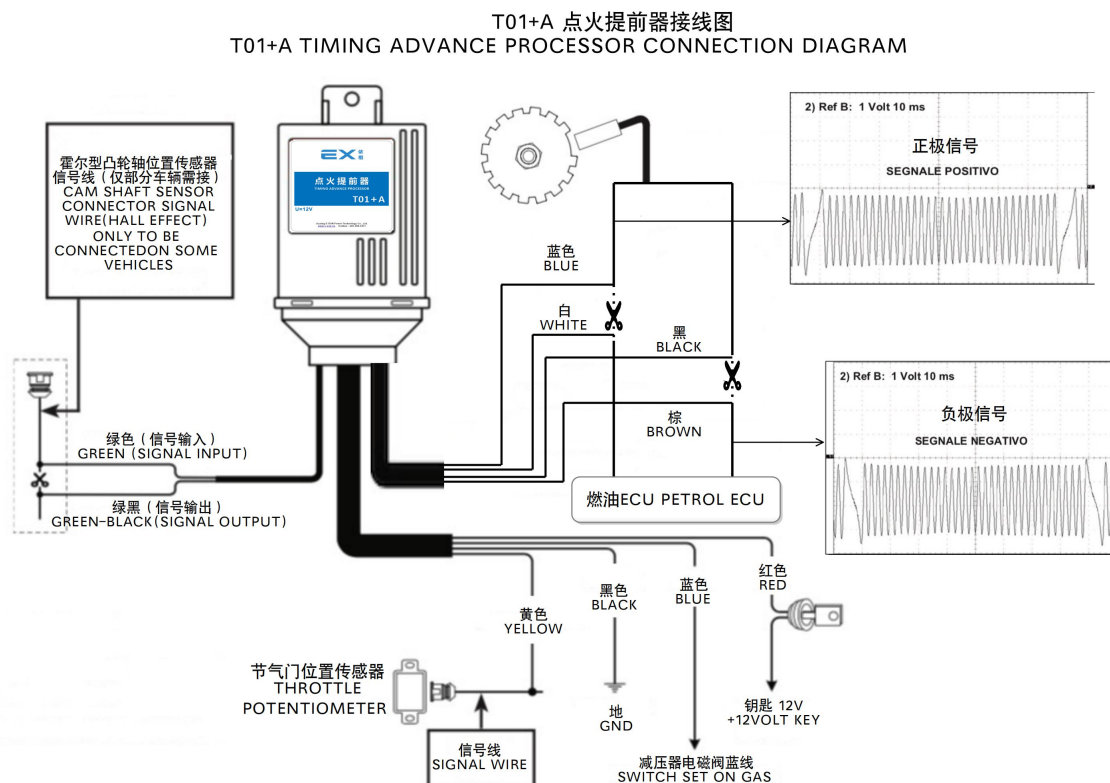 T01+A 点火提前器接线图
T01+A TIMING ADVANCE PROCESSOR CONNECTION DIAGRAM
霍尔型凸轮轴位置传感器
信号线（仅部分车辆需接）
CAM SHAFT SENSOR
CONNECTOR SIGNAL
WIRE(HALL EFFECT)
ONLY TO BE
CONNECTEDON SOME
VEHICLES
EX
点火提前器
TIMING ADVANCE PROCESSOR
T01+A
U=12V
2) Ref B: 1 Volt 10 ms
正极信号
SEGNALE POSITIVO
蓝色
BLUE
白
WHITE
黑
BLACK
棕
BROWN
2) Ref B: 1 Volt 10 ms
负极信号
SEGNALE NEGATIVO
燃油ECU PETROL ECU
绿色（信号输入）
GREEN (SIGNAL INPUT)
绿黑（信号输出）
GREEN-BLACK(SIGNAL OUTPUT)
黄色
YELLOW
黑色
BLACK
蓝色
BLUE
红色
RED
节气门位置传感器
THROTTLE
POTENTIOMETER
信号线
SIGNAL WIRE
地
GND
减压器电磁阀蓝线
SWITCH SET ON GAS
钥匙 12V
+12VOLT KEY